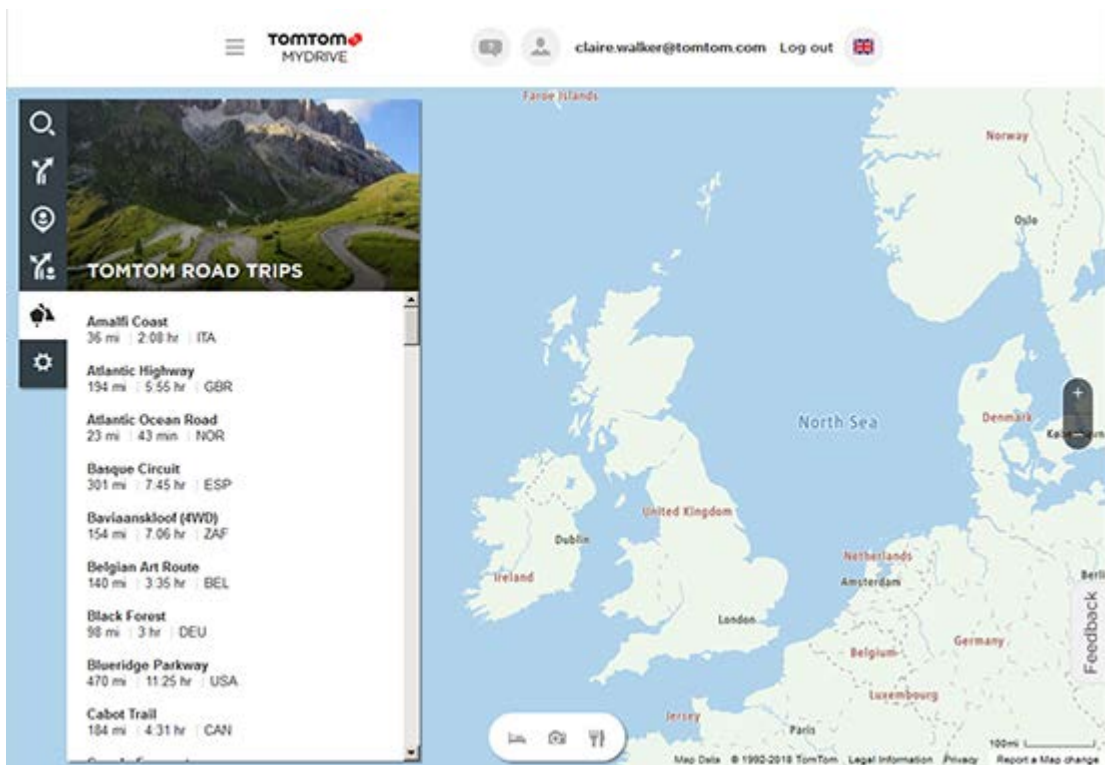 TOMTOM
MYDRIVE
claire.walker@tomtom.com Log out
TOMTOM ROAD TRIPS
Amalfi Coast
36 mi | 2:08 hr | ITA
Atlantic Highway
194 mi | 5:55 hr | GBR
Atlantic Ocean Road
23 mi | 43 min | NOR
Basque Circuit
301 mi | 7:45 hr | ESP
Baviaanskloof (4WD)
154 mi | 7:06 hr | ZAF
Belgian Art Route
140 mi | 3:35 hr | BEL
Black Forest
98 mi | 3 hr | DEU
Blueridge Parkway
470 mi | 11:25 hr | USA
Cabot Trail
184 mi | 4:31 hr | CAN
Faroe Islands
Norway
Oslo
North Sea
Denmark
United Kingdom
Dublin
Ireland
Netherlands
Amsterdam
London
Germany
Belgium
Luxembourg
Jersey
Paris
Feedback
100mi
Map Data © 1992-2018 TomTom Legal Information Privacy Report a Map change